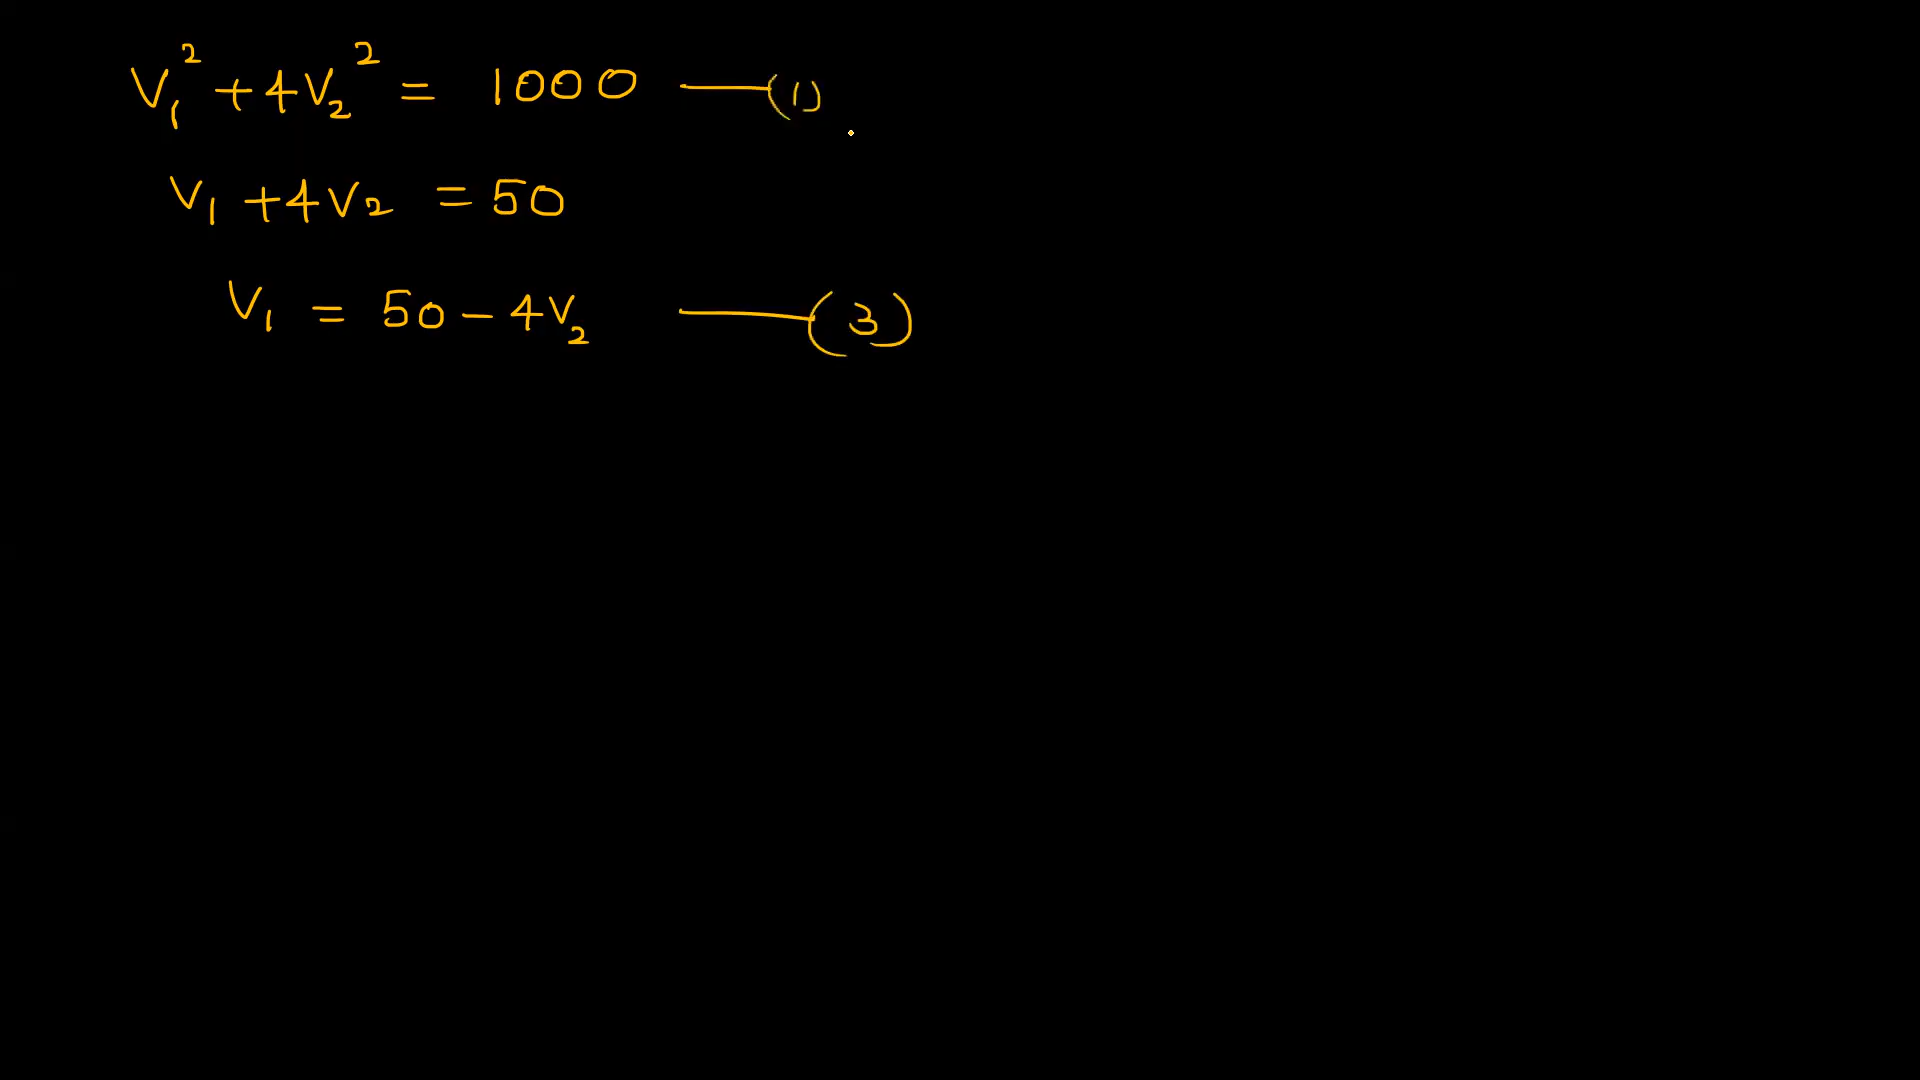 V₁² + 4V₂² = 1000 —(1)
V₁ + 4V₂ = 50
V₁ = 50 - 4V₂ —(3)